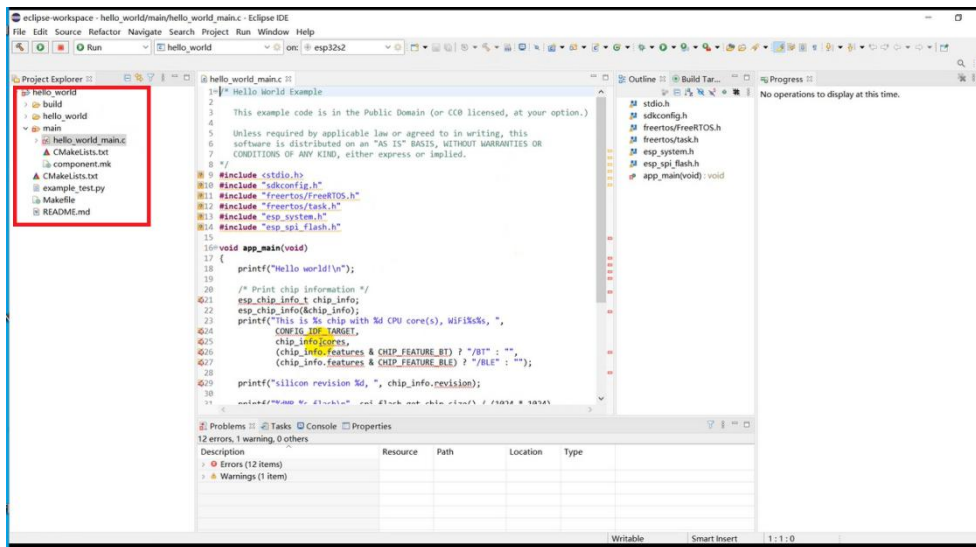 eclipse-workspace - hello_world/main/hello_world_main.c - Eclipse IDE
File Edit Source Refactor Navigate Search Project Run Window Help
Run hello_world on: esp32s2
Project Explorer
hello_world
build
hello_world
main
hello_world_main.c
CMakeLists.txt
component.mk
CMakeLists.txt
example_test.py
Makefile
README.md
hello_world_main.c
1 /* Hello World Example
2
3 This example code is in the Public Domain (or CC0 licensed, at your option.)
4
5 Unless required by applicable law or agreed to in writing, this
6 software is distributed on an "AS IS" BASIS, WITHOUT WARRANTIES OR
7 CONDITIONS OF ANY KIND, either express or implied.
8 */
9 #include <stdio.h>
10 #include "sdkconfig.h"
11 #include "freertos/FreeRTOS.h"
12 #include "freertos/task.h"
13 #include "esp_system.h"
14 #include "esp_spi_flash.h"
15
16 void app_main(void)
17 {
18 printf("Hello world!\n");
19
20 /* Print chip information */
21 esp_chip_info_t chip_info;
22 esp_chip_info(&chip_info);
23 printf("This is %s chip with %d CPU core(s), WiFi%s%s, ",
24 CONFIG_IDF_TARGET,
25 chip_info.cores,
26 (chip_info.features & CHIP_FEATURE_BT) ? "/BT" : "",
27 (chip_info.features & CHIP_FEATURE_BLE) ? "/BLE" : "");
28
29 printf("silicon revision %d, ", chip_info.revision);
30
31 printf("%dMB %s flash\n", spi_flash_get_chip_size() / (1024 * 1024),
Outline Build Tar...
stdio.h
sdkconfig.h
freertos/FreeRTOS.h
freertos/task.h
esp_system.h
esp_spi_flash.h
app_main(void) : void
Progress
No operations to display at this time.
Problems Tasks Console Properties
12 errors, 1 warning, 0 others
Description Resource Path Location Type
Errors (12 items)
Warnings (1 item)
Writable Smart Insert 1 : 1 : 0